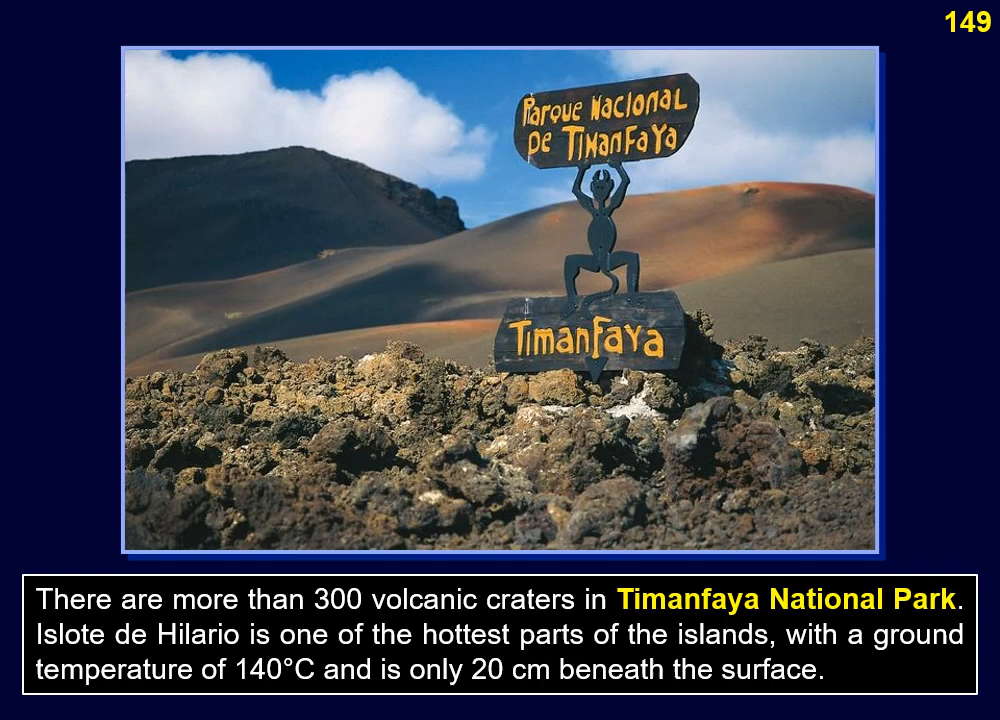 149
Parque Nacional
De Timanfaya
Timanfaya
There are more than 300 volcanic craters in Timanfaya National Park.
Islote de Hilario is one of the hottest parts of the islands, with a ground
temperature of 140°C and is only 20 cm beneath the surface.